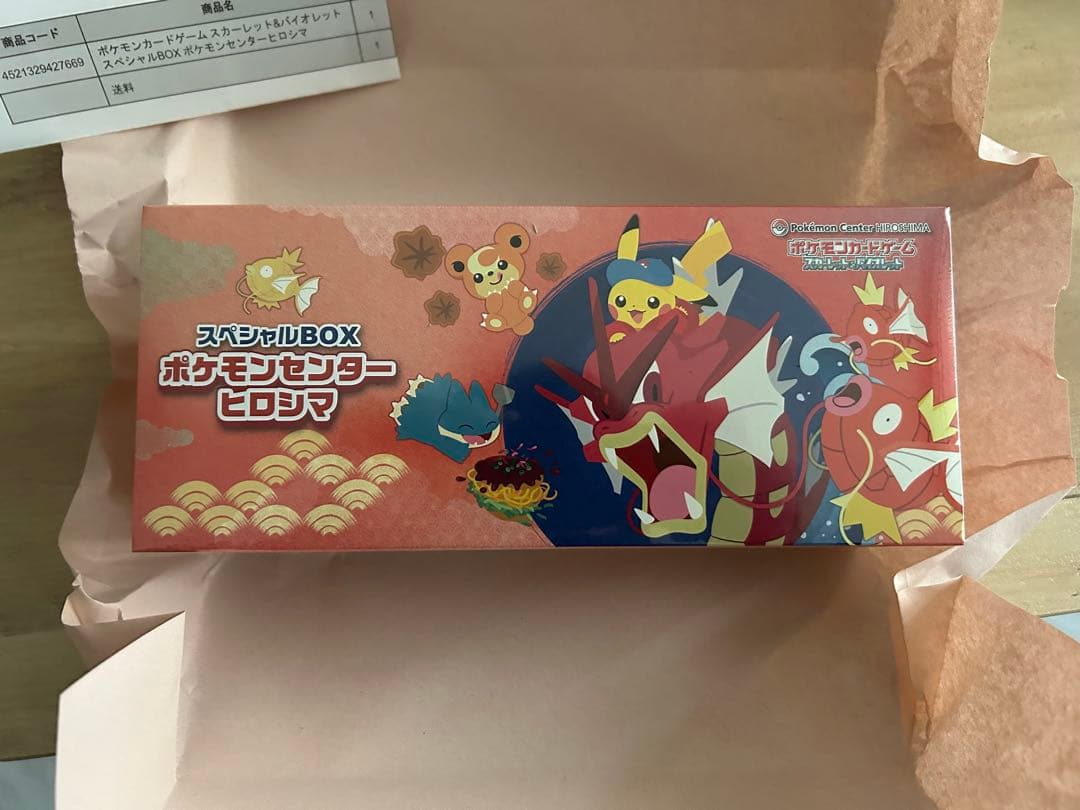 商品コード
商品名
4521329427669
ポケモンカードゲーム スカーレット&バイオレット
スペシャルBOX ポケモンセンターヒロシマ
1
送料
1
Pokémon Center HIROSHIMA
ポケモンカードゲーム
スカーレット&バイオレット
スペシャルBOX
ポケモンセンター
ヒロシマ